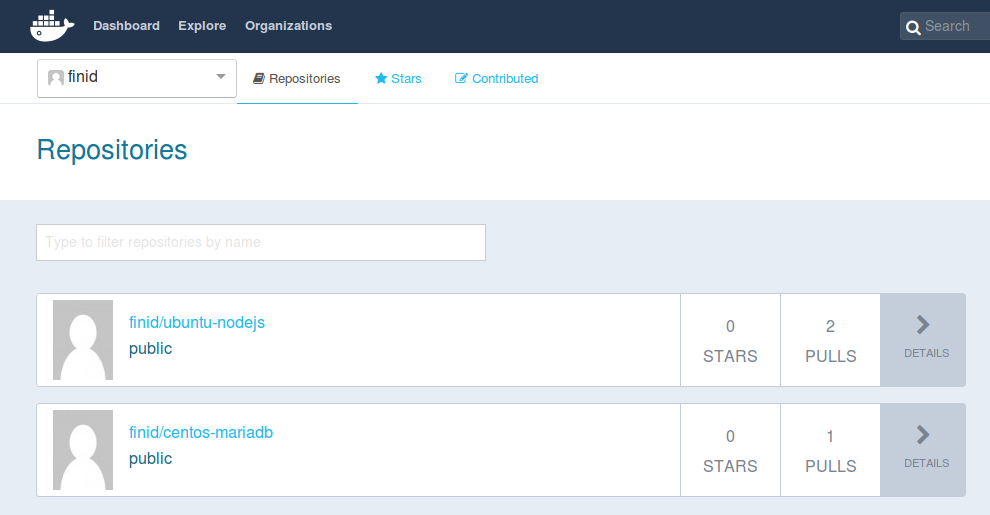 Dashboard Explore Organizations Search
finid Repositories Stars Contributed
Repositories
Type to filter repositories by name
finid/ubuntu-nodejs
public
0
STARS
2
PULLS
DETAILS
finid/centos-mariadb
public
0
STARS
1
PULLS
DETAILS